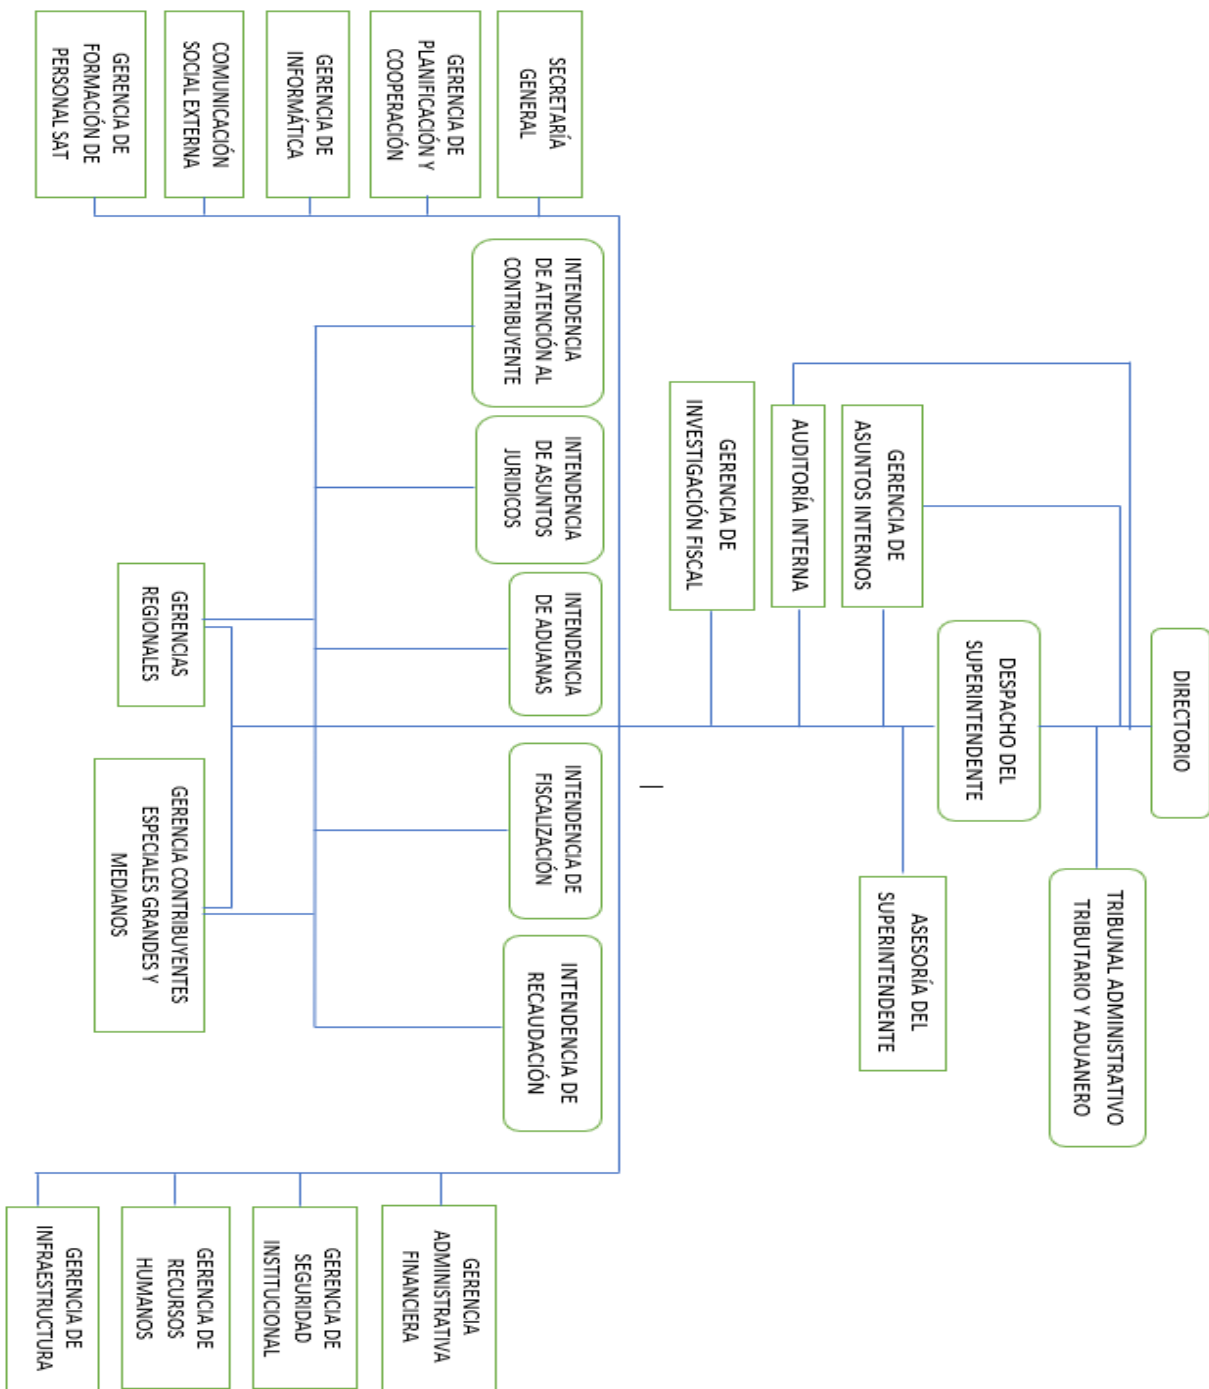 DIRECTORIO
TRIBUNAL ADMINISTRATIVO
TRIBUTARIO Y ADUANERO
DESPACHO DEL
SUPERINTENDENTE
GERENCIA DE
ASUNTOS INTERNOS
ASESORÍA DEL
SUPERINTENDENTE
AUDITORÍA INTERNA
GERENCIA DE
INVESTIGACIÓN FISCAL
SECRETARÍA
GENERAL
GERENCIA DE
PLANIFICACIÓN Y
COOPERACIÓN
GERENCIA DE
INFORMÁTICA
COMUNICACIÓN
SOCIAL EXTERNA
GERENCIA DE
FORMACIÓN DE
PERSONAL SAT
INTENDENCIA
DE ATENCIÓN AL
CONTRIBUYENTE
INTENDENCIA
DE ASUNTOS
JURIDICOS
INTENDENCIA
DE ADUANAS
INTENDENCIA DE
FISCALIZACIÓN
INTENDENCIA DE
RECAUDACIÓN
GERENCIAS
REGIONALES
GERENCIA CONTRIBUYENTES
ESPECIALES GRANDES Y
MEDIANOS
GERENCIA
ADMINISTRATIVA
FINANCIERA
GERENCIA DE
SEGURIDAD
INSTITUCIONAL
GERENCIA DE
RECURSOS
HUMANOS
GERENCIA DE
INFRAESTRUCTURA